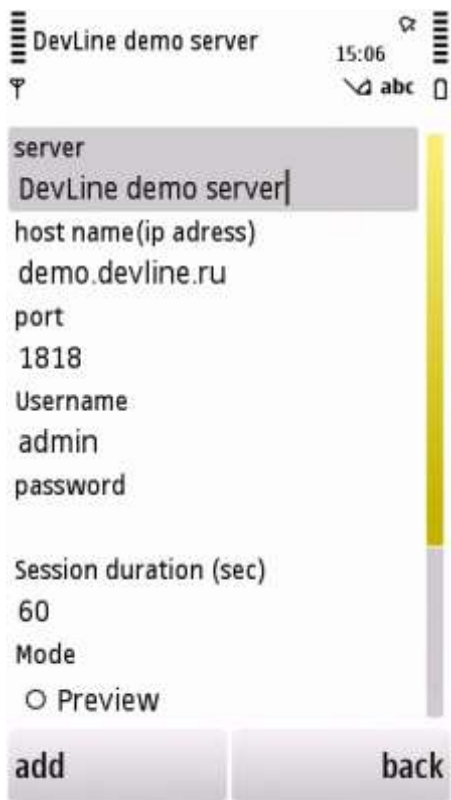 DevLine demo server
15:06
abc
server
DevLine demo server
host name(ip adress)
demo.devline.ru
port
1818
Username
admin
password
Session duration (sec)
60
Mode
Preview
add
back